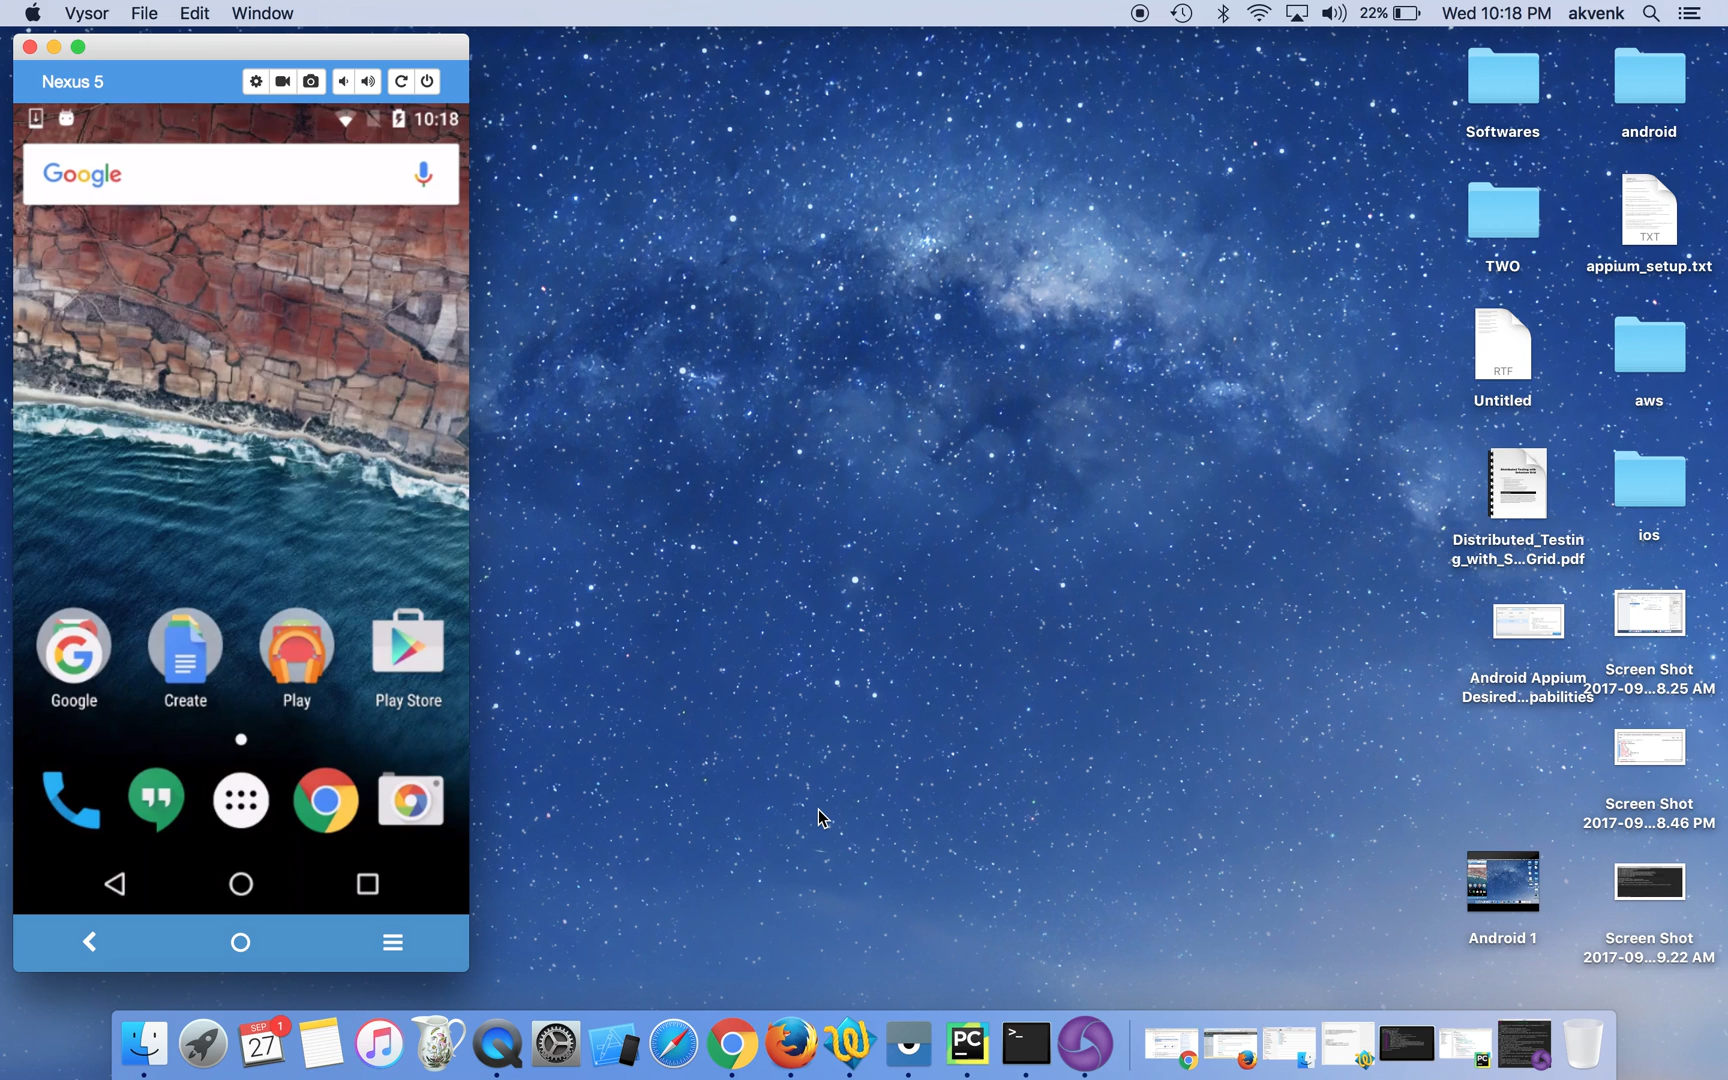 Vysor File Edit Window
22% Wed 10:18 PM akvenk
Nexus 5
10:18
Google
Google
Create
Play
Play Store
Softwares
android
TWO
TXT
appium_setup.txt
RTF
Untitled
aws
Distributed_Testin
g_with_S...Grid.pdf
ios
Android Appium
Desired...pabilities
Screen Shot
2017-09...8.25 AM
Screen Shot
2017-09...8.46 PM
Android 1
Screen Shot
2017-09...9.22 AM
SEP
27
1
PC
>_